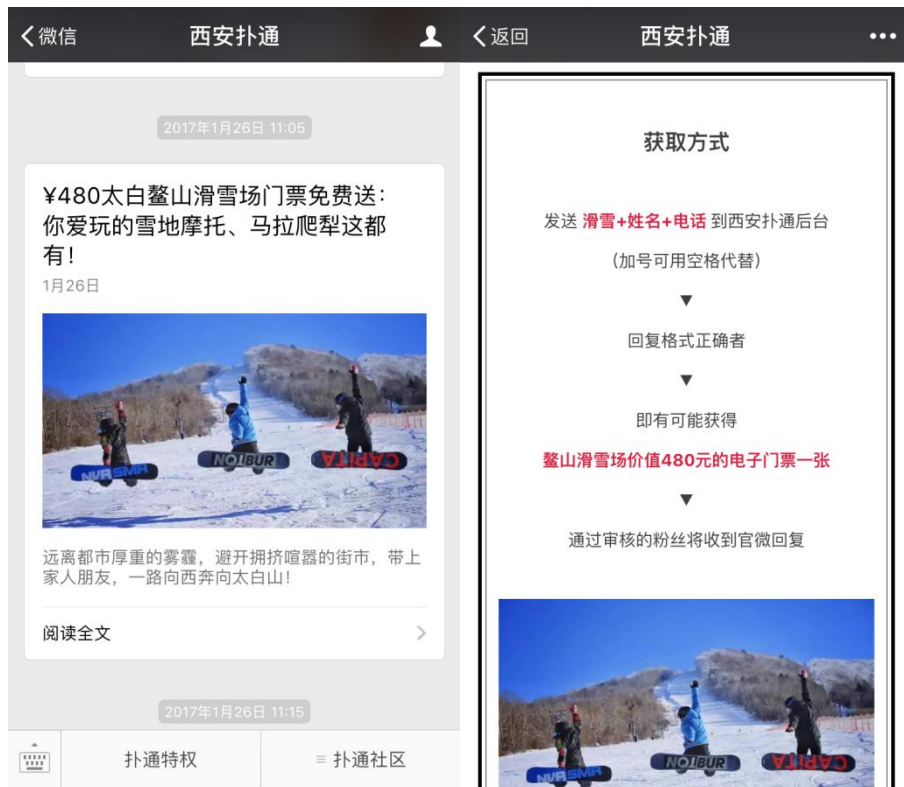 微信
西安扑通
2017年1月26日 11:05
¥480太白鳌山滑雪场门票免费送：
你爱玩的雪地摩托、马拉爬犁这都
有！
1月26日
NVRSMR
NOTBUR
CAPITA
远离都市厚重的雾霾，避开拥挤喧嚣的街市，带上
家人朋友，一路向西奔向太白山！
阅读全文
2017年1月26日 11:15
扑通特权
扑通社区
返回
西安扑通
获取方式
发送 滑雪+姓名+电话 到西安扑通后台
（加号可用空格代替）
▼
回复格式正确者
▼
即有可能获得
鳌山滑雪场价值480元的电子门票一张
▼
通过审核的粉丝将收到官微回复
NVRSMR
NOTBUR
CAPITA